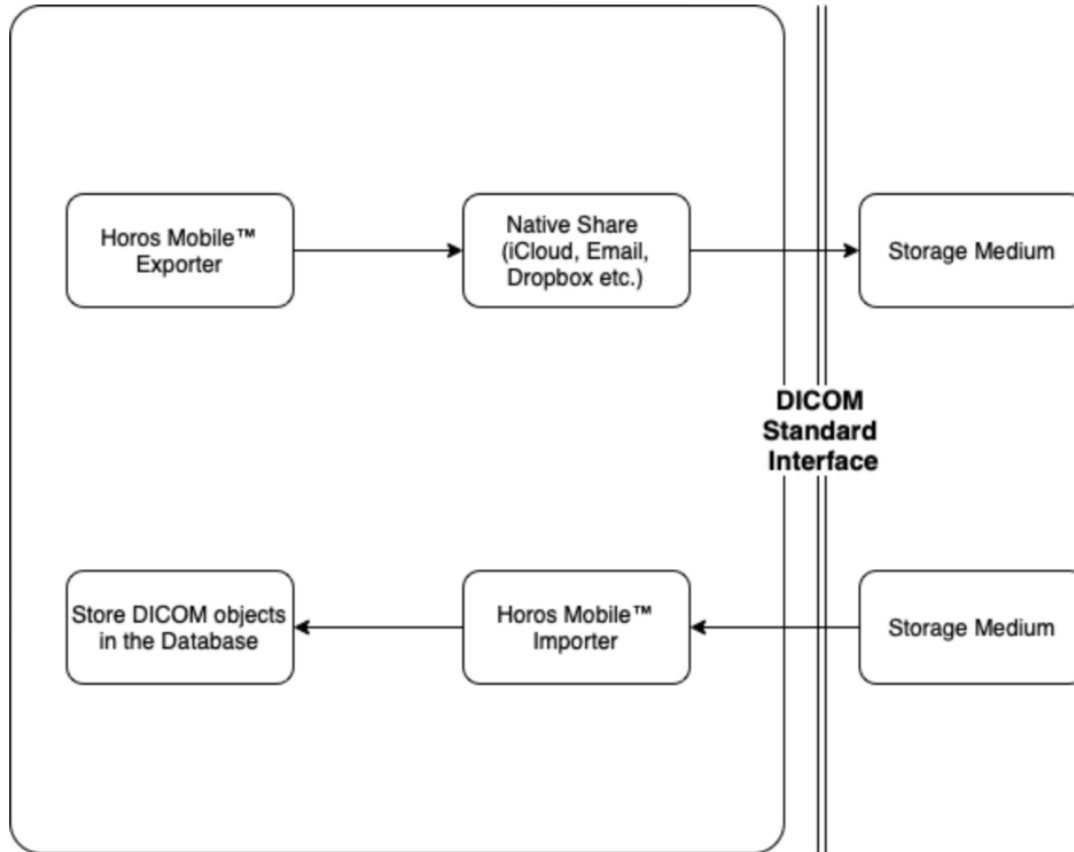 Horos Mobile™
Exporter
Native Share
(iCloud, Email,
Dropbox etc.)
Storage Medium
DICOM
Standard
Interface
Store DICOM objects
in the Database
Horos Mobile™
Importer
Storage Medium